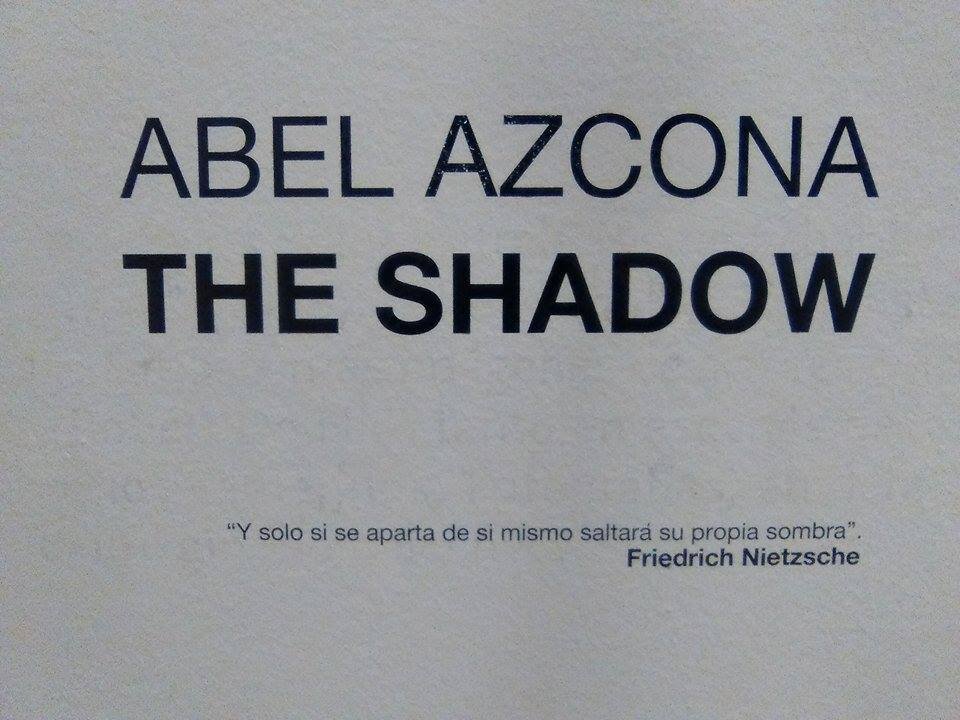 ABEL AZCONA
THE SHADOW
“Y solo si se aparta de si mismo saltará su propia sombra”.
Friedrich Nietzsche